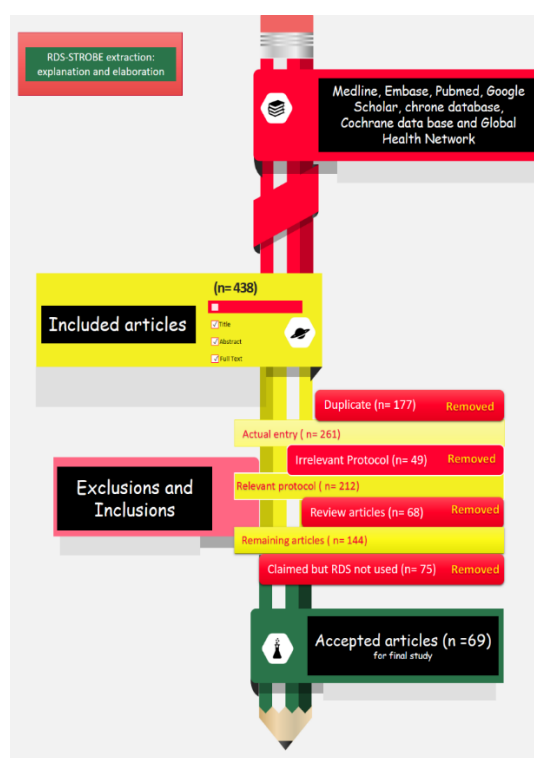 RDS-STROBE extraction:
explanation and elaboration
Medline, Embase, Pubmed, Google
Scholar, chrone database,
Cochrane data base and Global
Health Network
(n= 438)
Included articles
Title
Abstract
Full Text
Duplicate (n= 177) Removed
Actual entry ( n= 261)
Irrelevant Protocol (n= 49) Removed
Relevant protocol ( n= 212)
Exclusions and
Inclusions
Review articles (n= 68) Removed
Remaining articles ( n= 144)
Claimed but RDS not used (n= 75) Removed
Accepted articles (n =69)
for final study